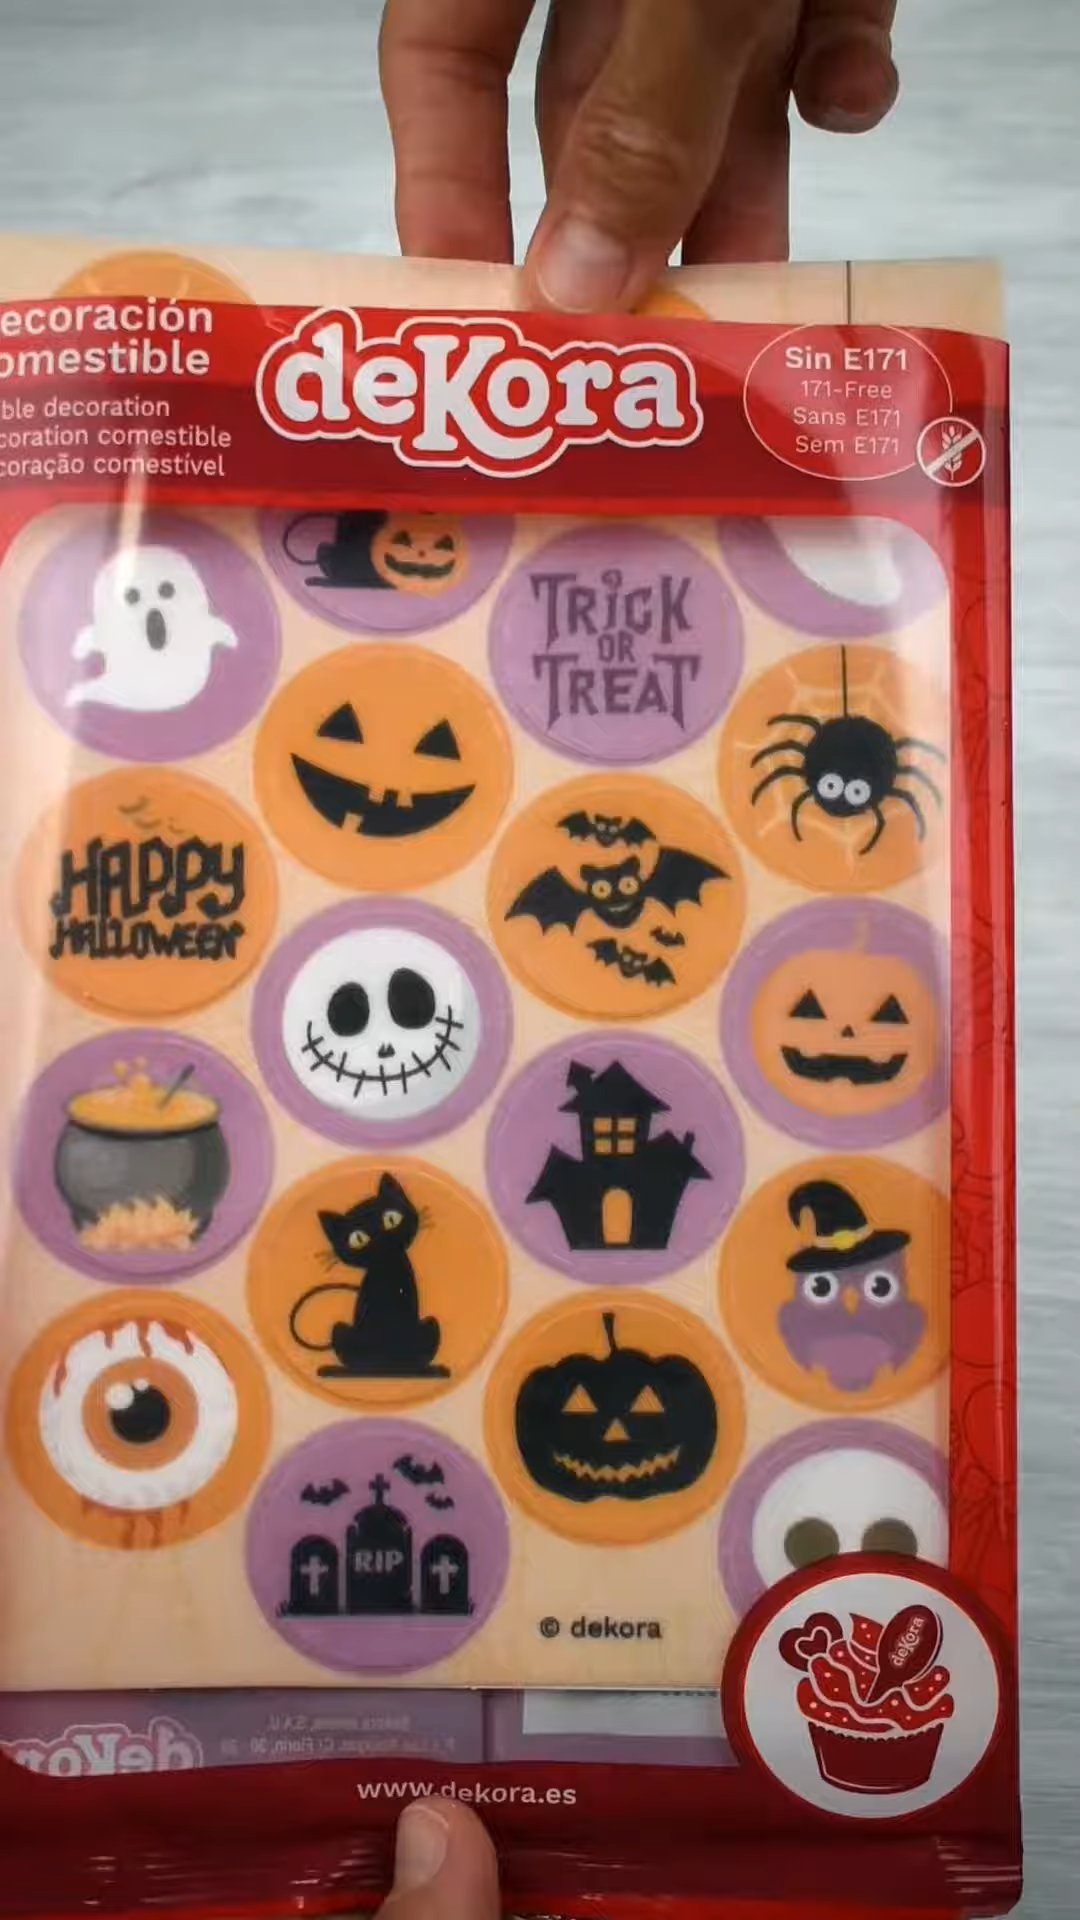 ecoración
omestible
ble decoration
coration comestible
coração comestível
deKora
Sin E171
171-Free
Sans E171
Sem E171
TRiCK
OR
TREAT
HAPPY
HALLOWEEN
RIP
© dekora
deKora
deKora
www.dekora.es